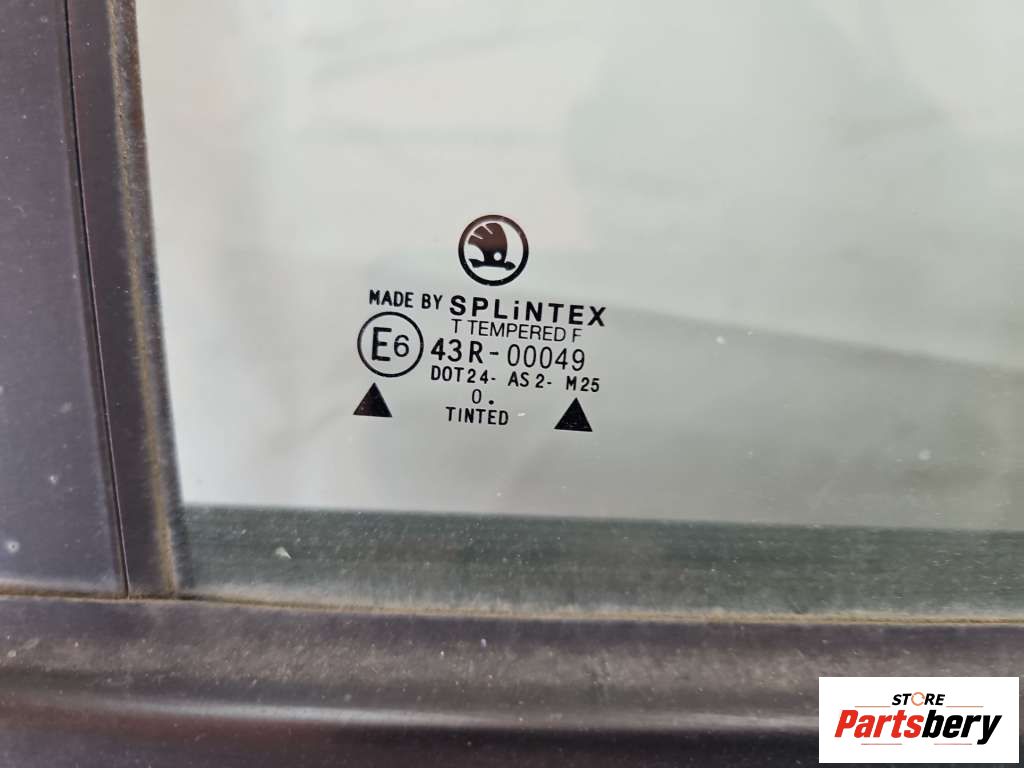 MADE BY SPLiNTEX
T TEMPERED F
E6 43R-00049
DOT24- AS2- M25
0.
TINTED
STORE
Partsbery